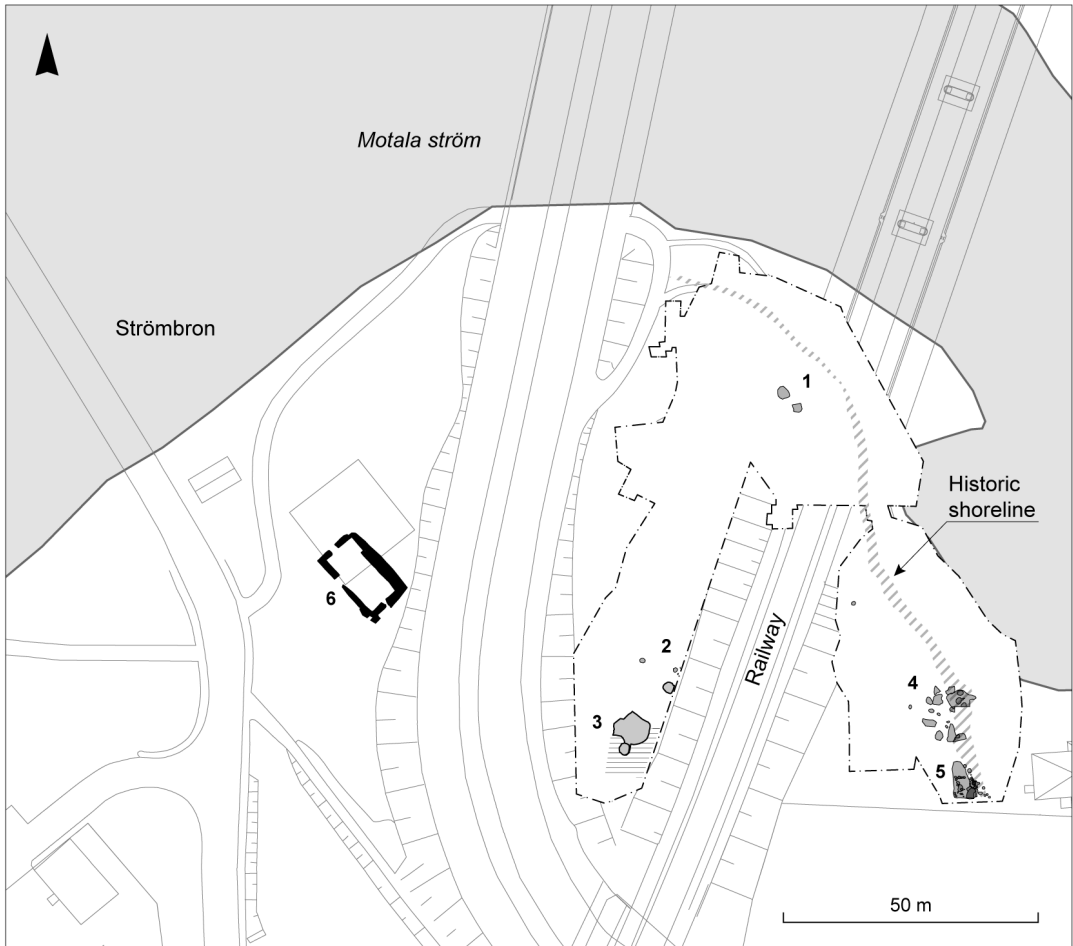 Motala ström
Strömbron
1
Historic
shoreline
6
2
Railway
4
3
5
50 m